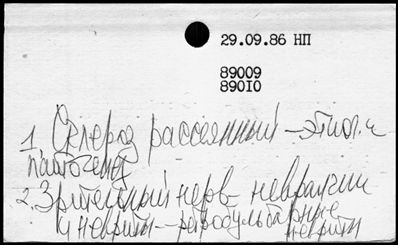 29.09.86 НП
89009
89010
1. Склероз рассеянный - этиол. и
патогенез
2. Зрительный нерв - невралгии
и невриты - ретробульбарные
невриты